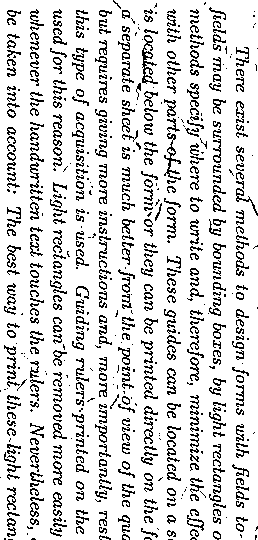 There exist several methods to design forms with fields to
fields may be surrounded by bounding boxes, by light rectangles o
methods specify where to write and, therefore, minimize the effec
with other parts of the form. These guides can be located on a s
is located below the form or they can be printed directly on the f
a separate sheet is much better from the point of view of the qua
but requires giving more instructions and, more importantly, rest
this type of acquisition is used. Guiding rulers printed on the
used for this reason. Light rectangles can be removed more easily
whenever the handwritten text touches the rulers. Nevertheless,
be taken into account: The best way to print these light rectan